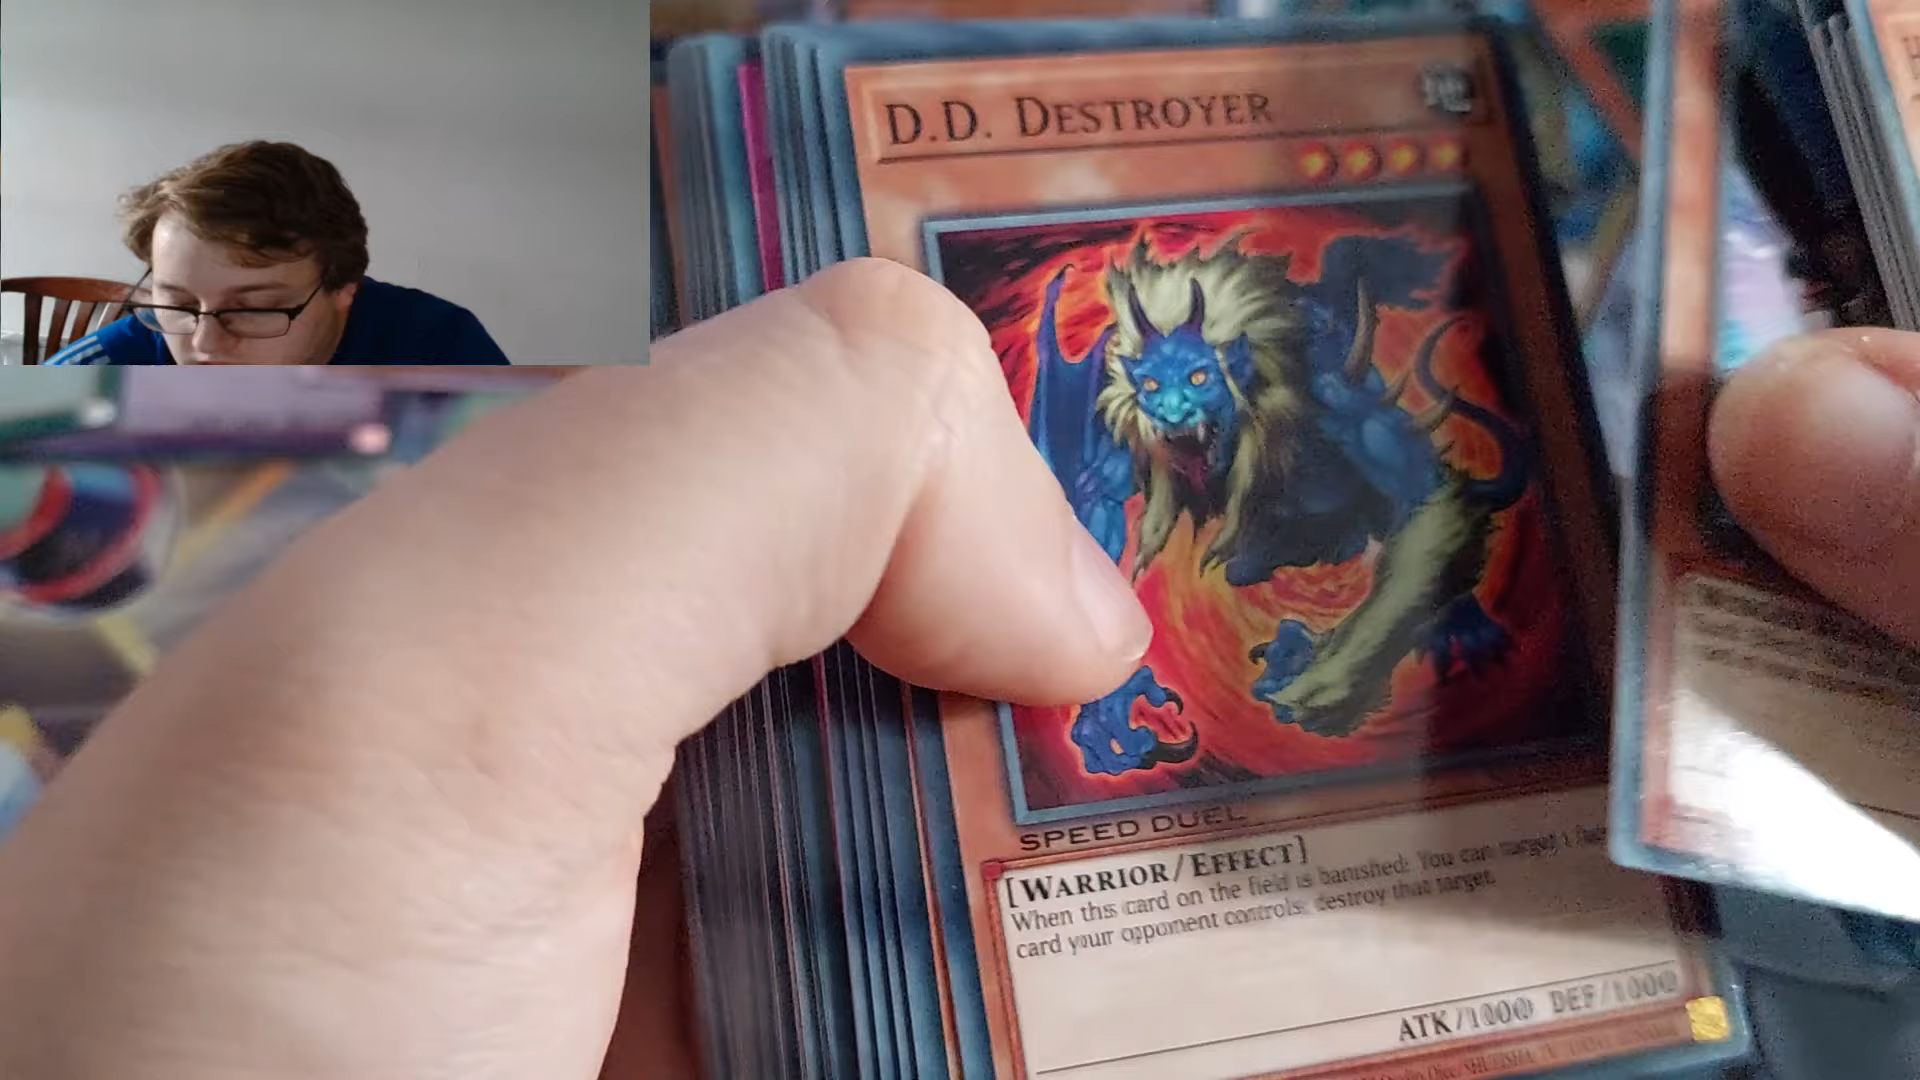 D.D. DESTROYER
SPEED DUEL
[WARRIOR/EFFECT]
When this card on the field is banished: You can target 1
card your opponent controls; destroy that target.
ATK/1000 DEF/1000